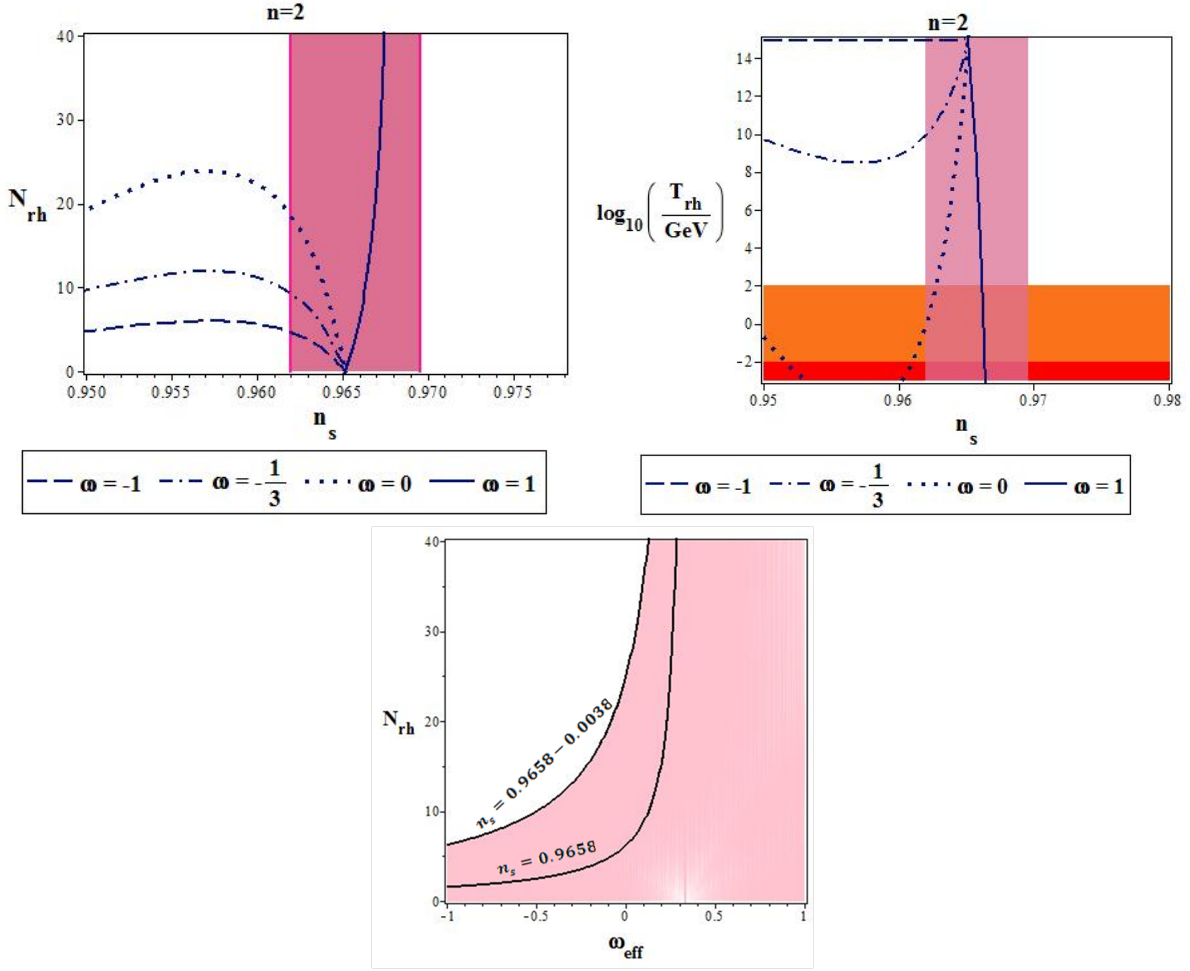 n=2
40
30
20
10
0
N_rh
0.950 0.955 0.960 0.965 0.970 0.975
n_s
ω = -1 ω = -1/3 ω = 0 ω = 1
n=2
14
12
10
8
6
4
2
0
-2
log10(T_rh/GeV)
0.95 0.96 0.97 0.98
n_s
ω = -1 ω = -1/3 ω = 0 ω = 1
40
30
20
10
0
N_rh
n_s = 0.9658 − 0.0038
n_s = 0.9658
-1 -0.5 0 0.5 1
ω_eff